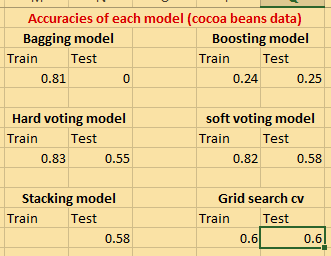 Accuracies of each model (cocoa beans data)
Bagging model Boosting model
Train Test Train Test
0.81 0 0.24 0.25
Hard voting model soft voting model
Train Test Train Test
0.83 0.55 0.82 0.58
Stacking model Grid search cv
Train Test Train Test
0.58 0.6 0.6